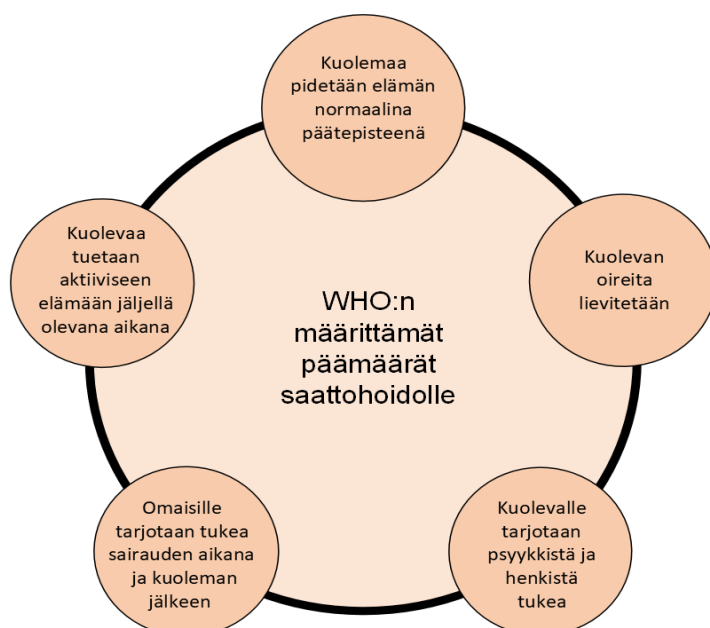 Kuolemaa
pidetään elämän
normaalina
päätepisteenä
Kuolevaa
tuetaan
aktiiviseen
elämään jäljellä
olevana aikana
Kuolevan
oireita
lievitetään
WHO:n
määrittämät
päämäärät
saattohoidolle
Omaisille
tarjotaan tukea
sairauden aikana
ja kuoleman
jälkeen
Kuolevalle
tarjotaan
psyykkistä ja
henkistä
tukea